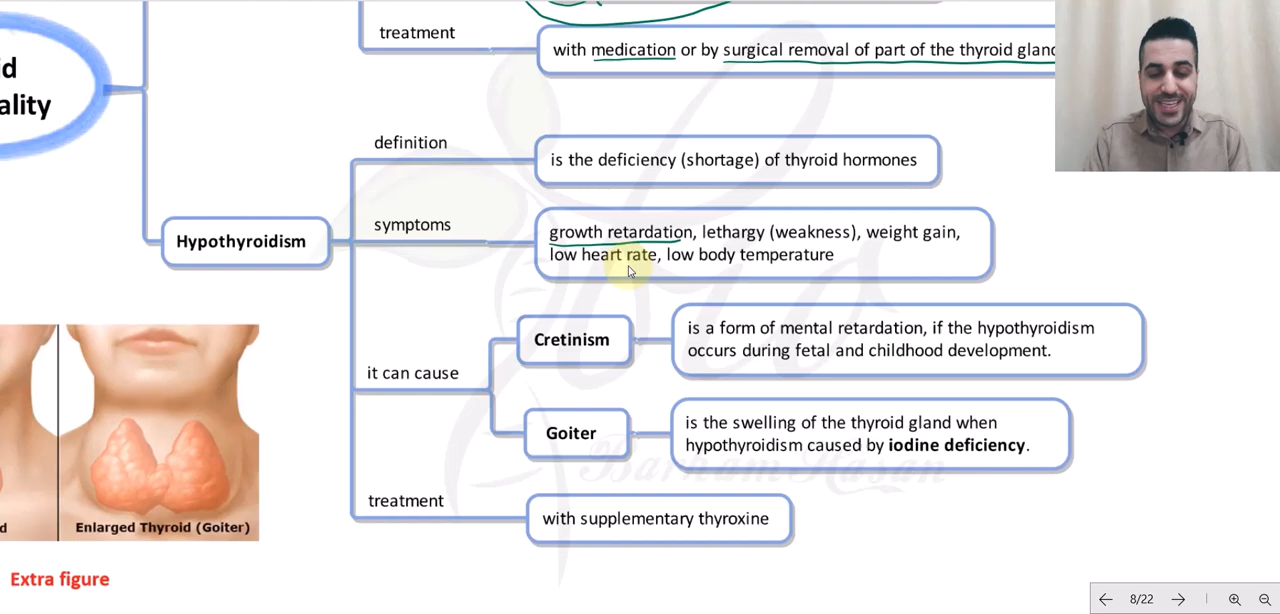 treatment
with medication or by surgical removal of part of the thyroid gland
id
ality
definition
is the deficiency (shortage) of thyroid hormones
symptoms
growth retardation, lethargy (weakness), weight gain,
low heart rate, low body temperature
Hypothyroidism
Cretinism
is a form of mental retardation, if the hypothyroidism
occurs during fetal and childhood development.
it can cause
Goiter
is the swelling of the thyroid gland when
hypothyroidism caused by iodine deficiency.
Barham Hasan
treatment
with supplementary thyroxine
d
Enlarged Thyroid (Goiter)
Extra figure
8/22